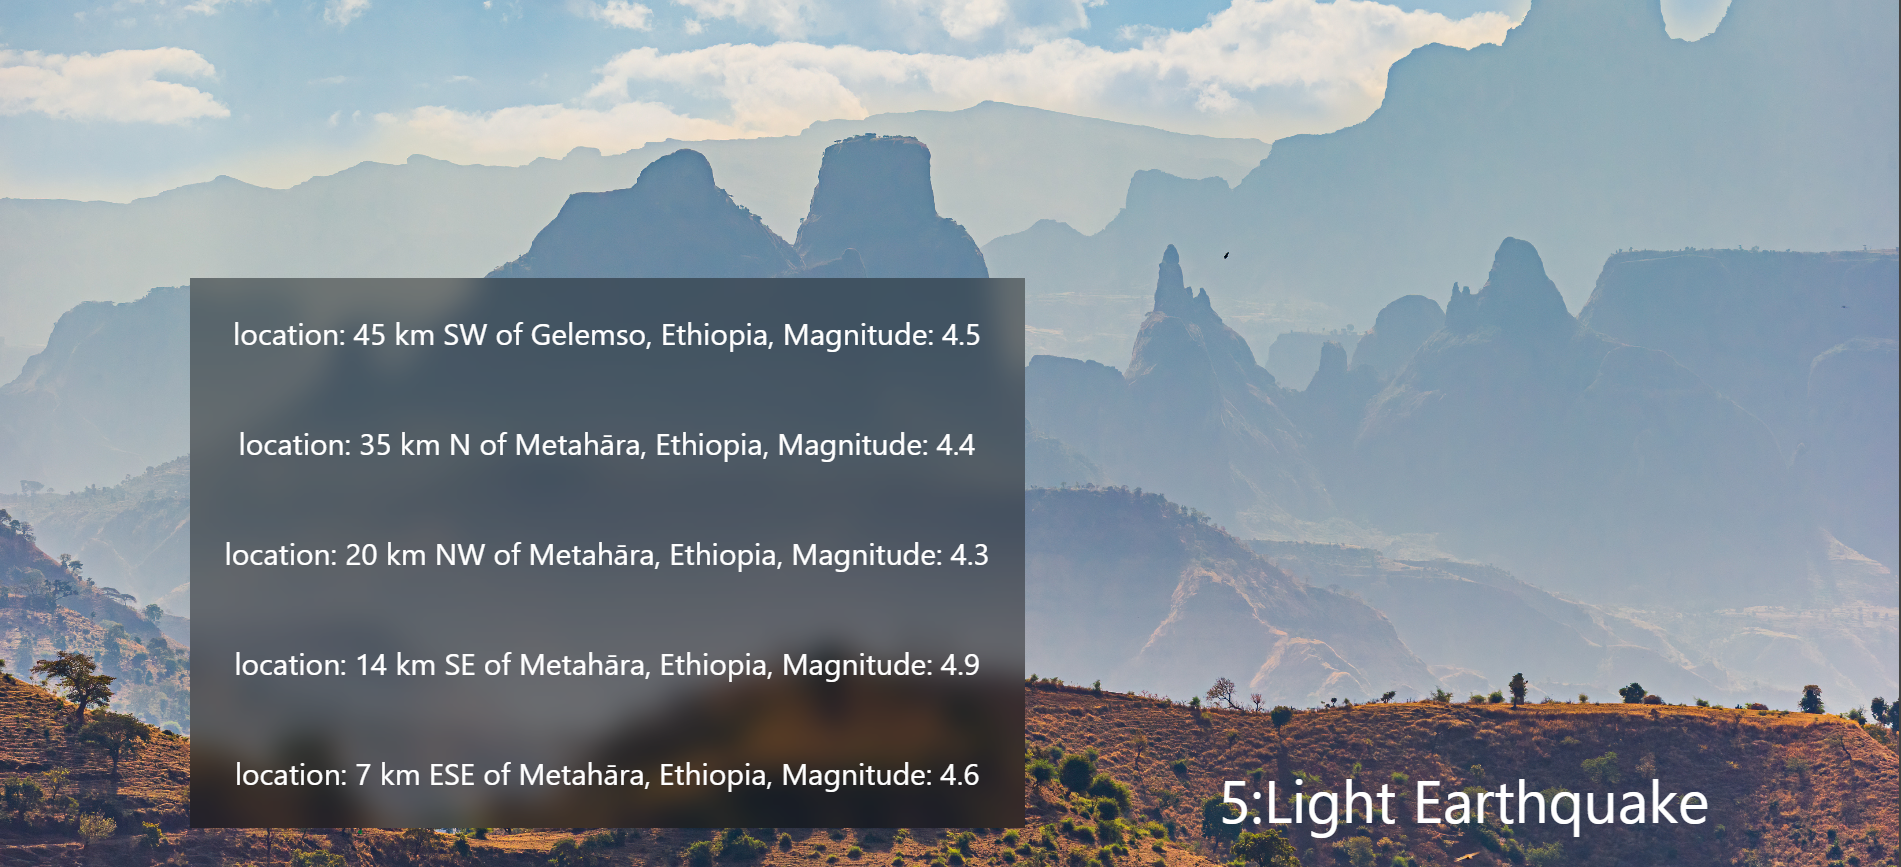 location: 45 km SW of Gelemso, Ethiopia, Magnitude: 4.5
location: 35 km N of Metahāra, Ethiopia, Magnitude: 4.4
location: 20 km NW of Metahāra, Ethiopia, Magnitude: 4.3
location: 14 km SE of Metahāra, Ethiopia, Magnitude: 4.9
location: 7 km ESE of Metahāra, Ethiopia, Magnitude: 4.6
5:Light Earthquake